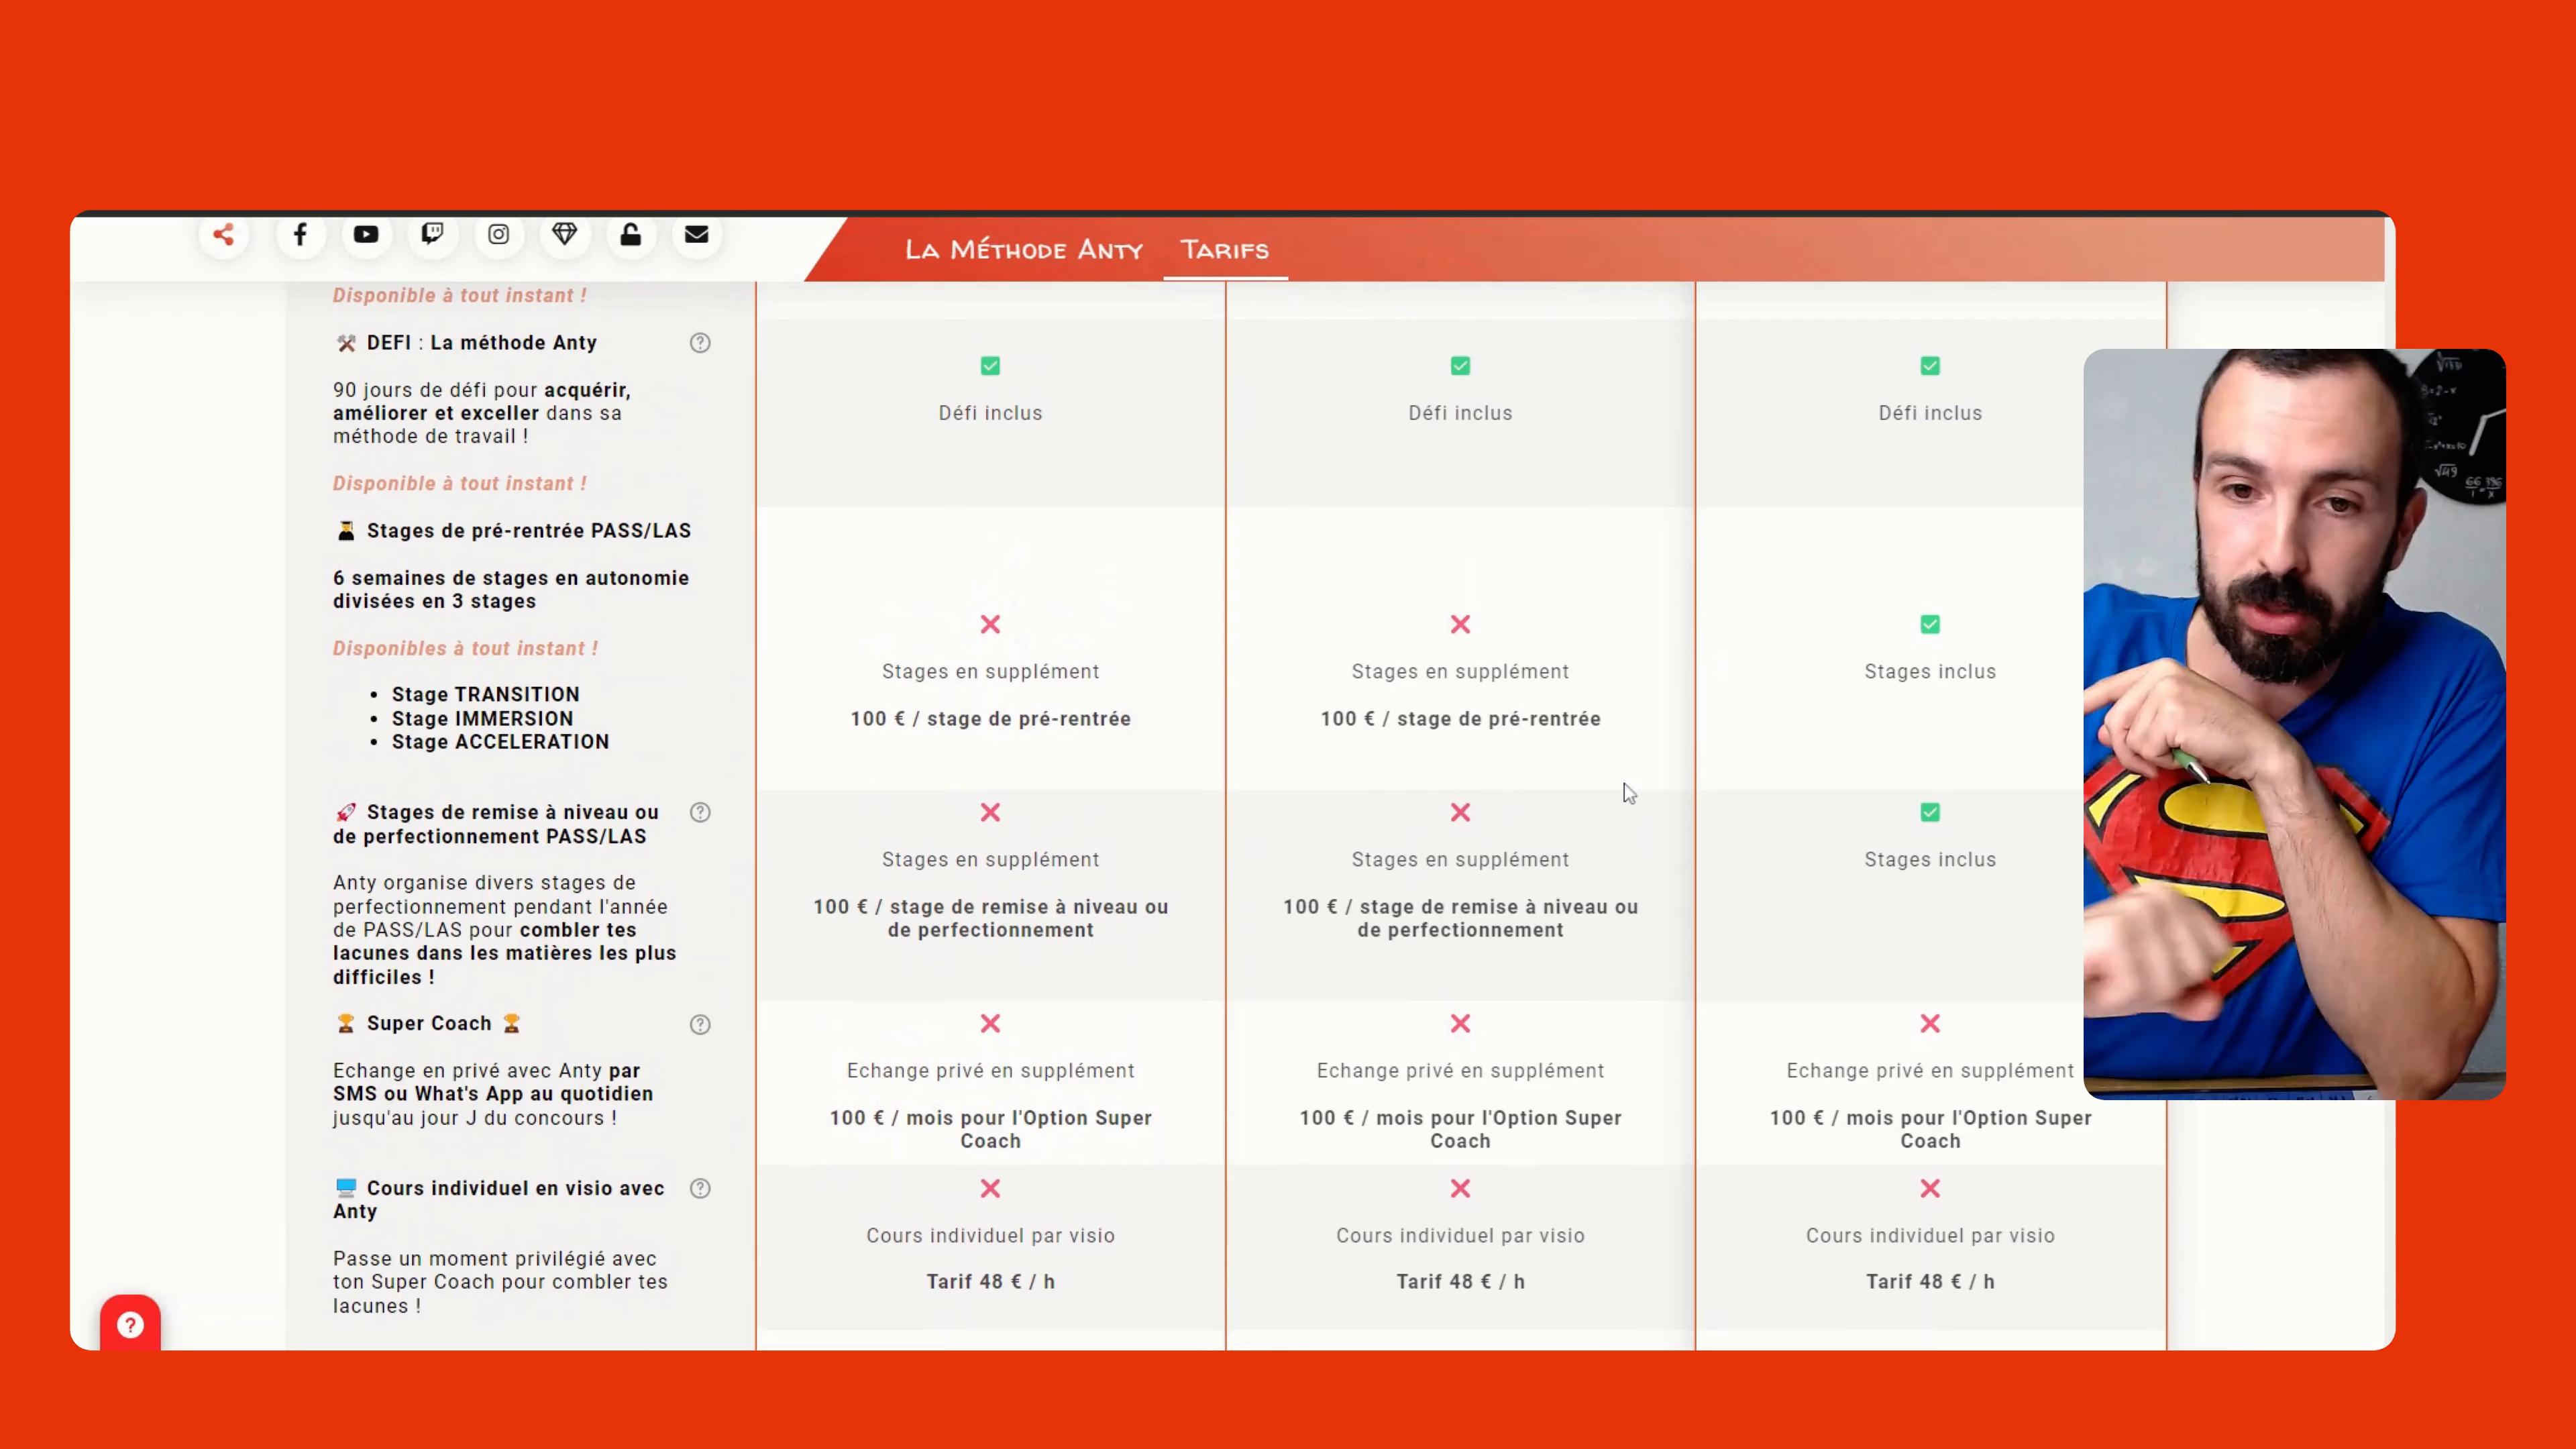 La Méthode Anty
Tarifs
Disponible à tout instant !
DEFI : La méthode Anty
90 jours de défi pour acquérir,
améliorer et exceller dans sa
méthode de travail !
Disponible à tout instant !
Défi inclus
Défi inclus
Défi inclus
Stages de pré-rentrée PASS/LAS
6 semaines de stages en autonomie
divisées en 3 stages
Disponibles à tout instant !
• Stage TRANSITION
• Stage IMMERSION
• Stage ACCELERATION
Stages en supplément
100 € / stage de pré-rentrée
Stages en supplément
100 € / stage de pré-rentrée
Stages inclus
Stages de remise à niveau ou
de perfectionnement PASS/LAS
Anty organise divers stages de
perfectionnement pendant l'année
de PASS/LAS pour combler tes
lacunes dans les matières les plus
difficiles !
Stages en supplément
100 € / stage de remise à niveau ou
de perfectionnement
Stages en supplément
100 € / stage de remise à niveau ou
de perfectionnement
Stages inclus
Super Coach
Echange en privé avec Anty par
SMS ou What's App au quotidien
jusqu'au jour J du concours !
Echange privé en supplément
100 € / mois pour l'Option Super
Coach
Echange privé en supplément
100 € / mois pour l'Option Super
Coach
Echange privé en supplément
100 € / mois pour l'Option Super
Coach
Cours individuel en visio avec
Anty
Passe un moment privilégié avec
ton Super Coach pour combler tes
lacunes !
Cours individuel par visio
Tarif 48 € / h
Cours individuel par visio
Tarif 48 € / h
Cours individuel par visio
Tarif 48 € / h